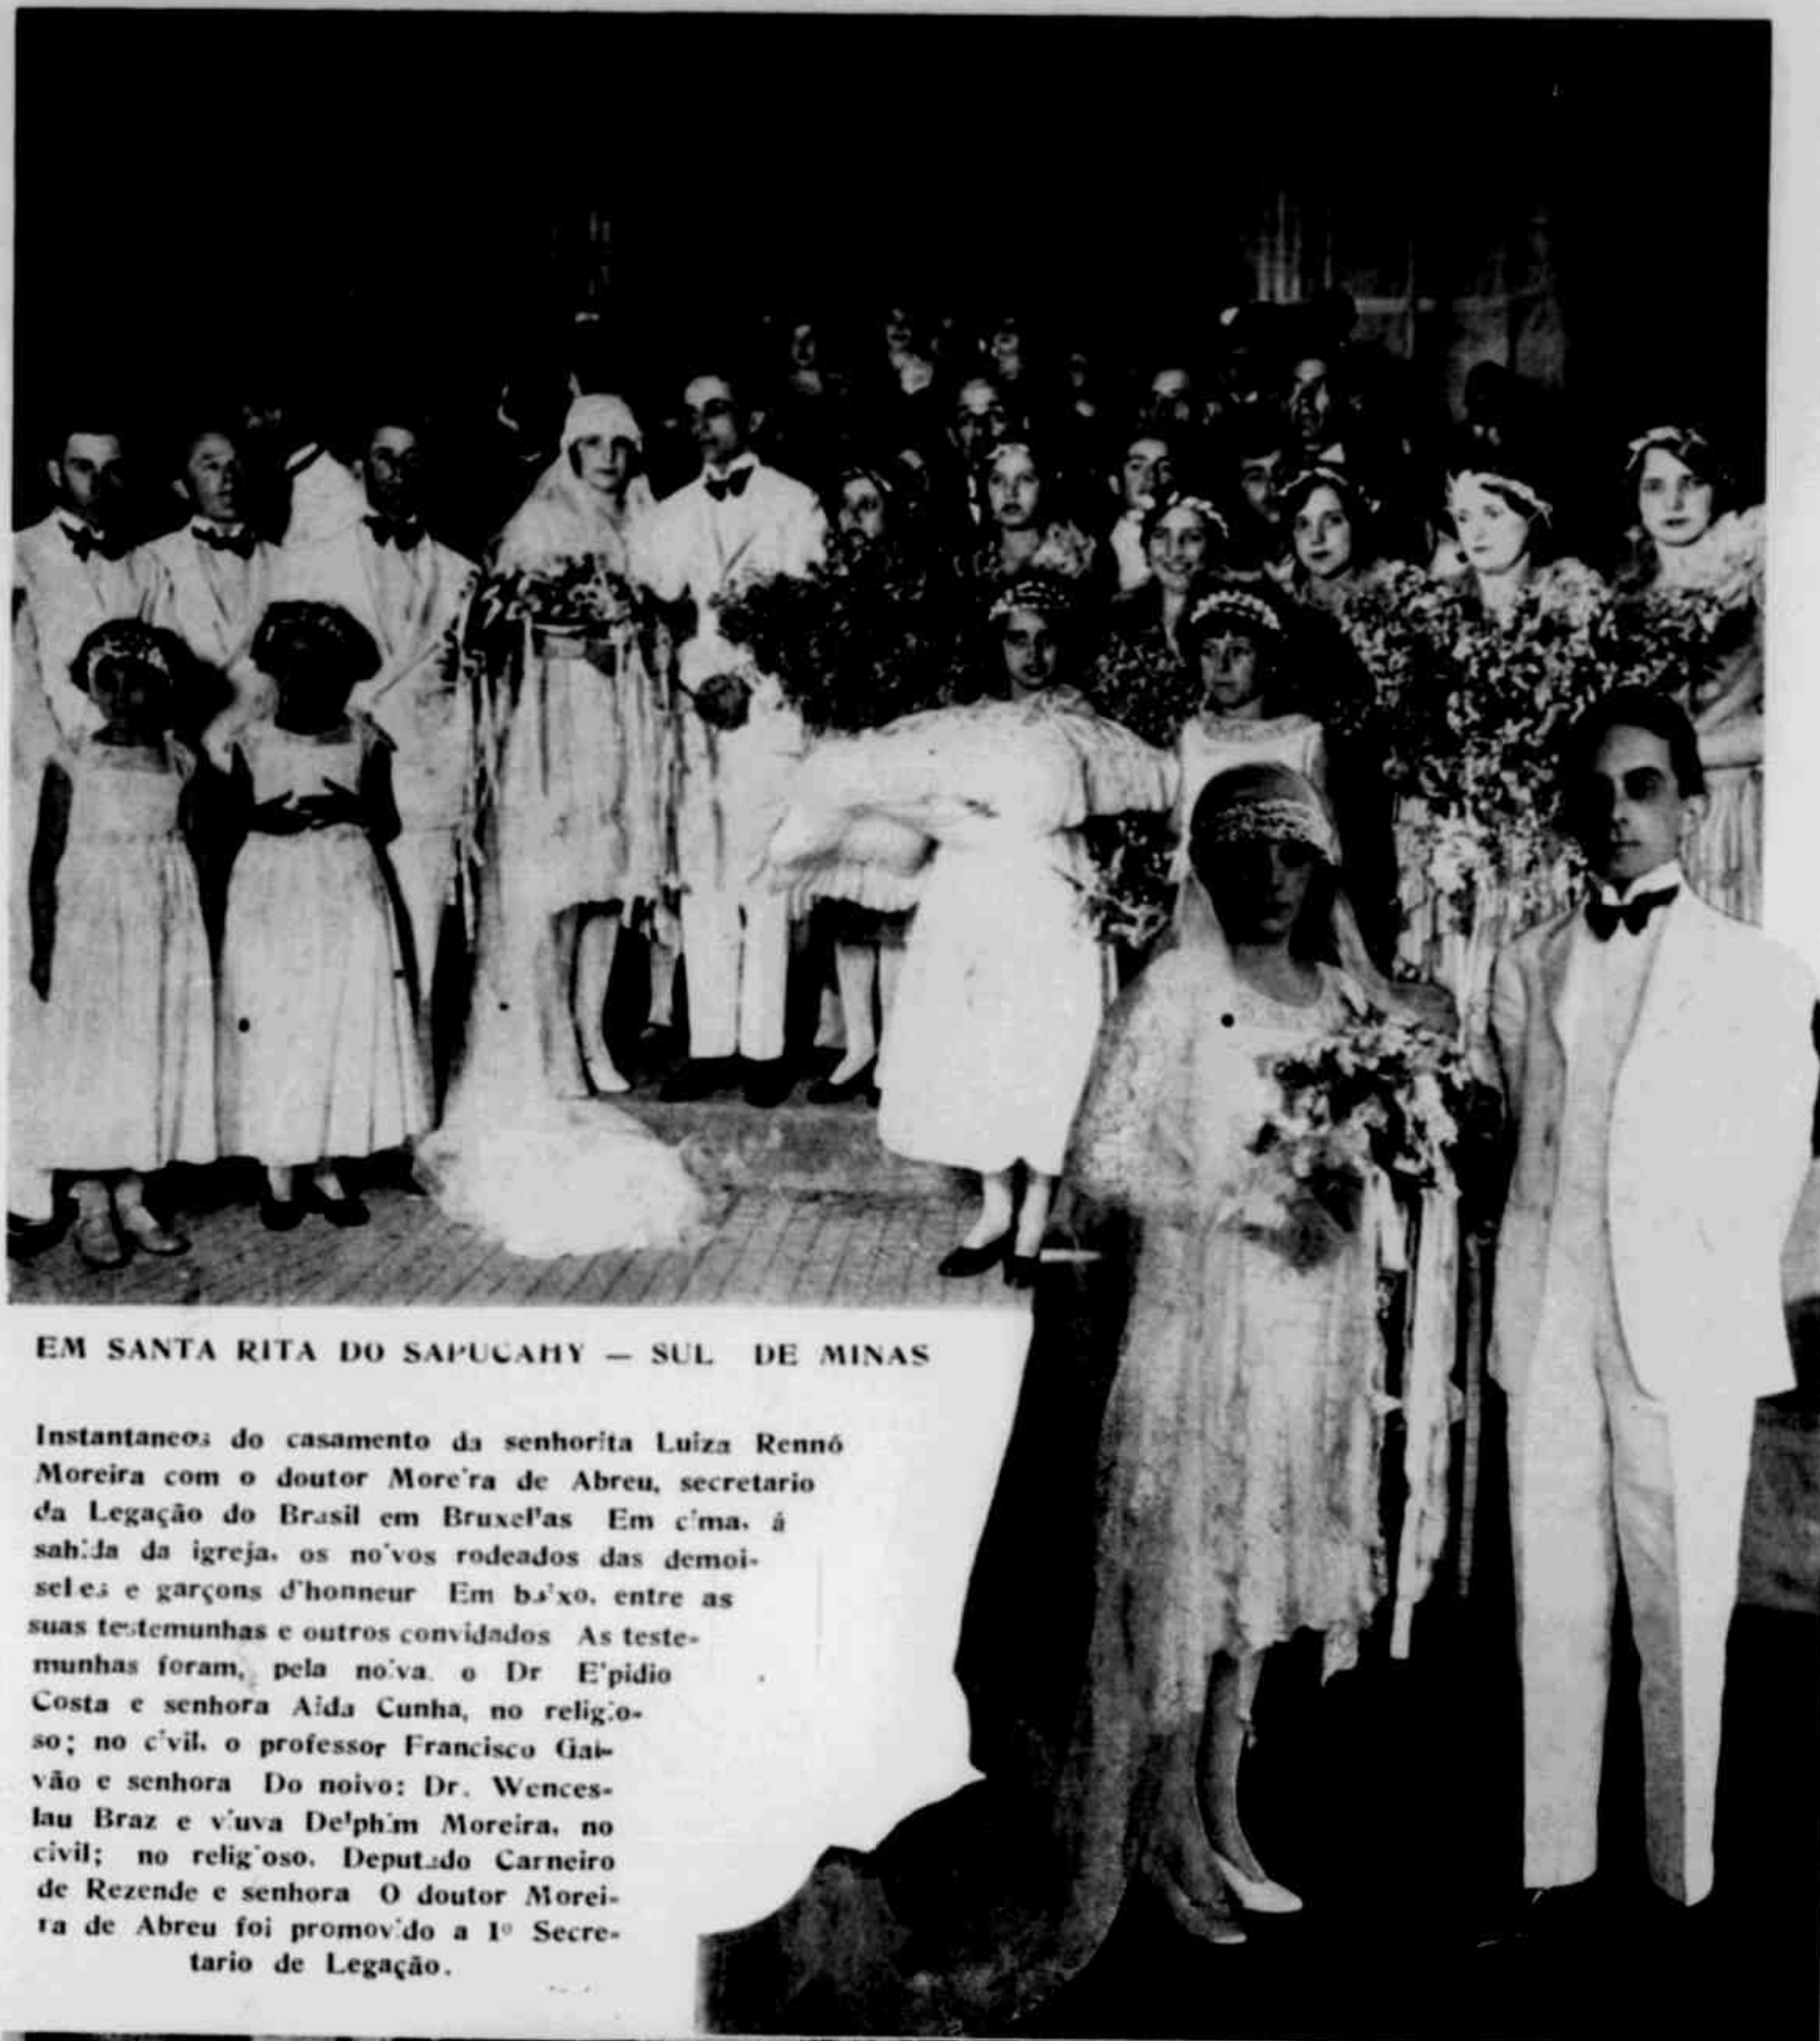 EM SANTA RITA DO SAPUCAHY — SUL DE MINAS
Instantaneos do casamento da senhorita Luiza Rennó
Moreira com o doutor Moreira de Abreu, secretario
da Legação do Brasil em Bruxellas Em cima, á
sahida da igreja, os noivos rodeados das demoi-
seles e garçons d'honneur Em baixo, entre as
suas testemunhas e outros convidados As teste-
munhas foram, pela noiva, o Dr Elpidio
Costa e senhora Aida Cunha, no religio-
so; no civil, o professor Francisco Gal-
vão e senhora Do noivo: Dr. Wences-
lau Braz e viuva Delphim Moreira, no
civil; no religioso, Deputado Carneiro
de Rezende e senhora O doutor Morei-
ra de Abreu foi promovido a 1º Secre-
tario de Legação.